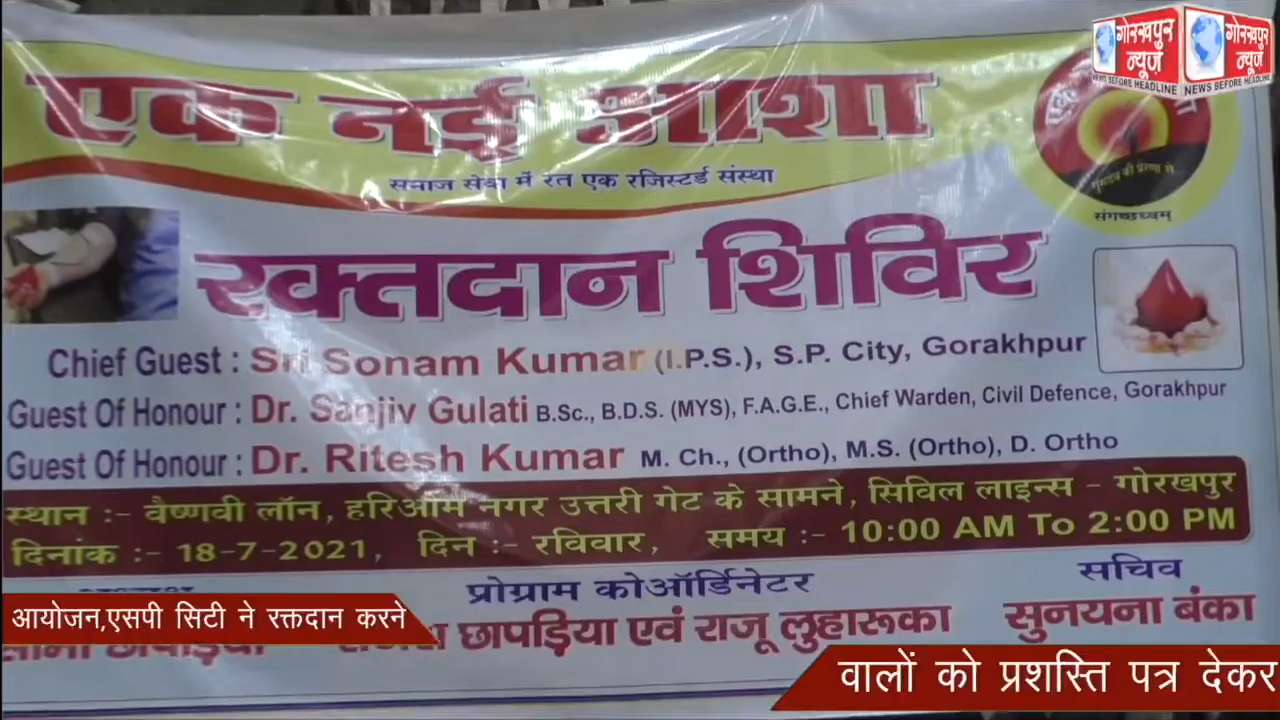 गोरखपुर न्यूज़ गोरखपुर न्यूज़
NEWS BEFORE HEADLINE NEWS BEFORE HEADLINE
एक नई आशा
समाज सेवा में रत एक रजिस्टर्ड संस्था
गुरुदेव की प्रेरणा से
संगच्छध्वम्
रक्तदान शिविर
Chief Guest : Sri Sonam Kumar (I.P.S.), S.P. City, Gorakhpur
Guest Of Honour : Dr. Sanjiv Gulati B.Sc., B.D.S. (MYS), F.A.G.E., Chief Warden, Civil Defence, Gorakhpur
Guest Of Honour : Dr. Ritesh Kumar M. Ch., (Ortho), M.S. (Ortho), D. Ortho
स्थान :- वैष्णवी लॉन, हरिओम नगर उत्तरी गेट के सामने, सिविल लाइन्स - गोरखपुर
दिनांक :- 18-7-2021, दिन :- रविवार, समय :- 10:00 AM To 2:00 PM
प्रोग्राम कोऑर्डिनेटर सचिव
छापड़िया एवं राजू लुहारूका सुनयना बंका
आयोजन,एसपी सिटी ने रक्तदान करने
वालों को प्रशस्ति पत्र देकर